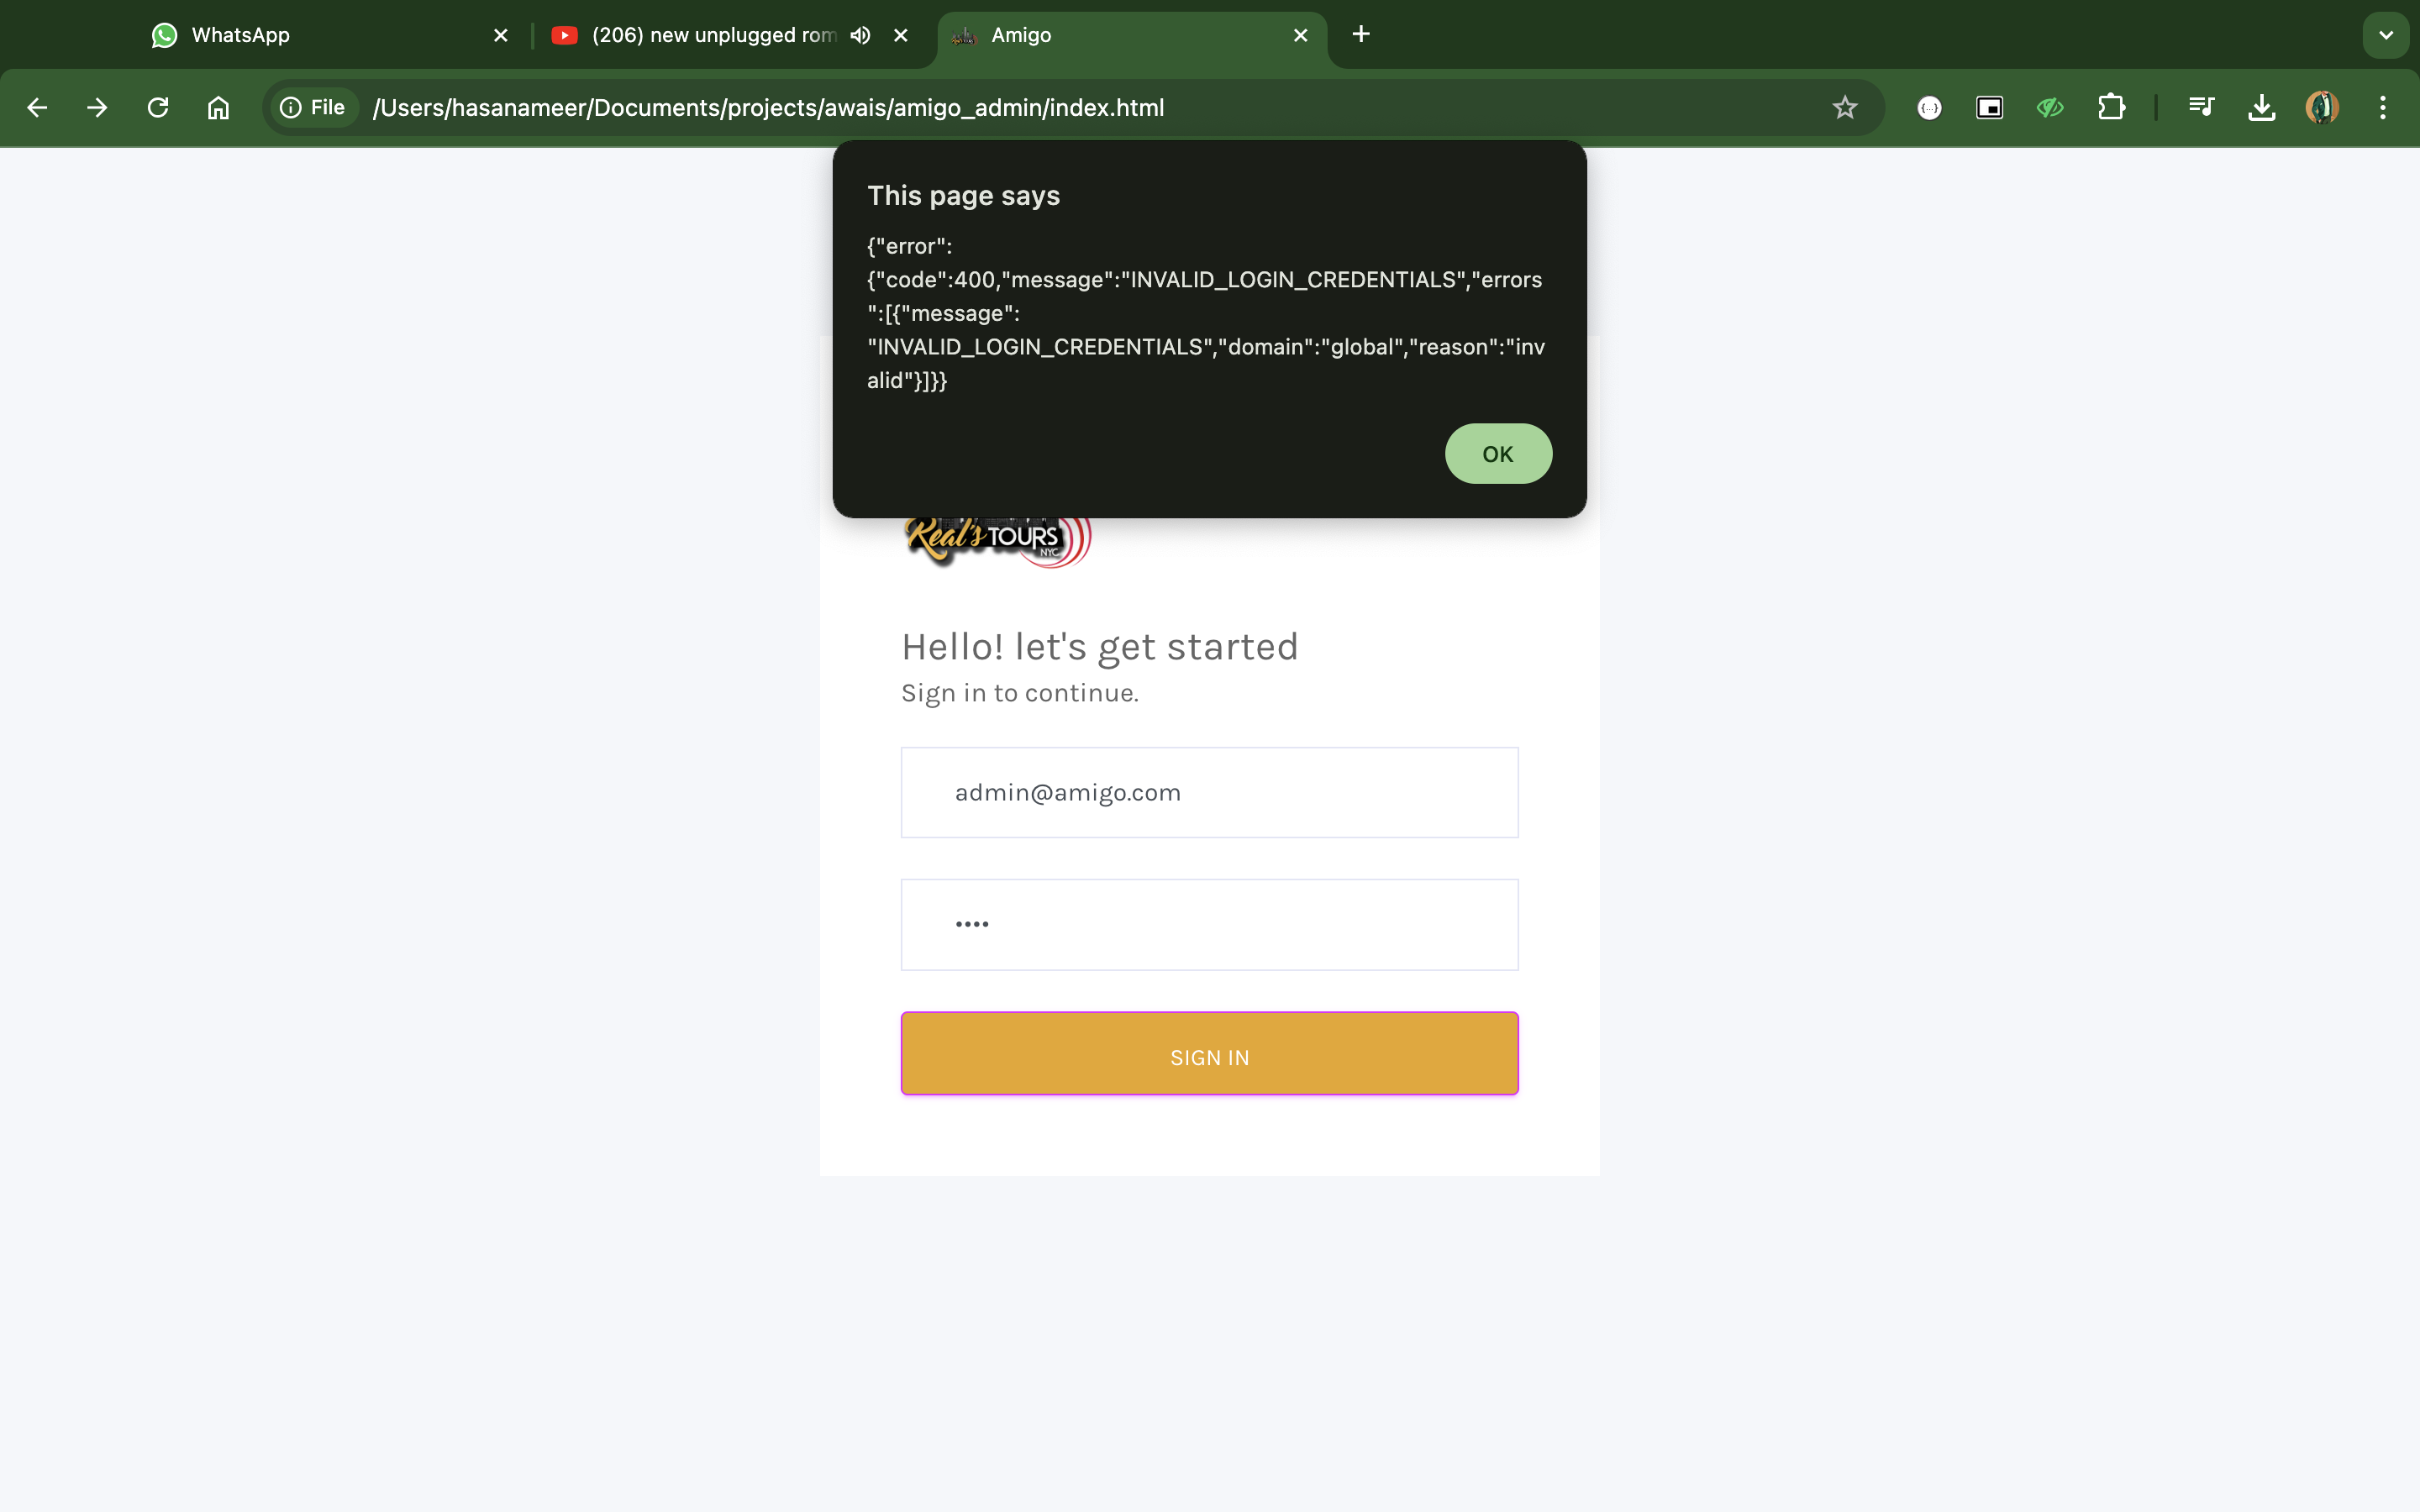 WhatsApp
(206) new unplugged rom
Amigo
File
/Users/hasanameer/Documents/projects/awais/amigo_admin/index.html
This page says
{"error":
{"code":400,"message":"INVALID_LOGIN_CREDENTIALS","errors
":[{"message":
"INVALID_LOGIN_CREDENTIALS","domain":"global","reason":"inv
alid"}]}}
OK
Real's TOURS
NYC
Hello! let's get started
Sign in to continue.
admin@amigo.com
••••
SIGN IN